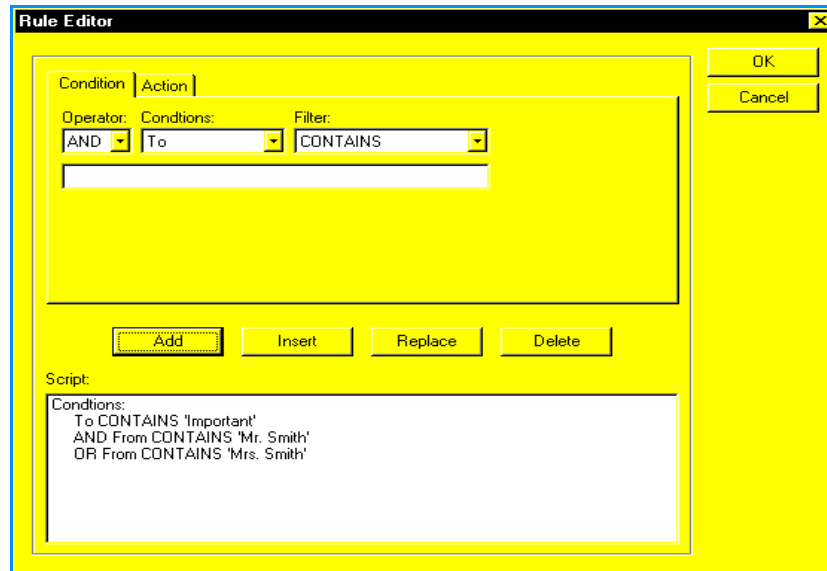 Rule Editor
OK
Cancel
Condition Action
Operator: Condtions: Filter:
AND To CONTAINS
Add Insert Replace Delete
Script:
Condtions:
To CONTAINS 'Important'
AND From CONTAINS 'Mr. Smith'
OR From CONTAINS 'Mrs. Smith'